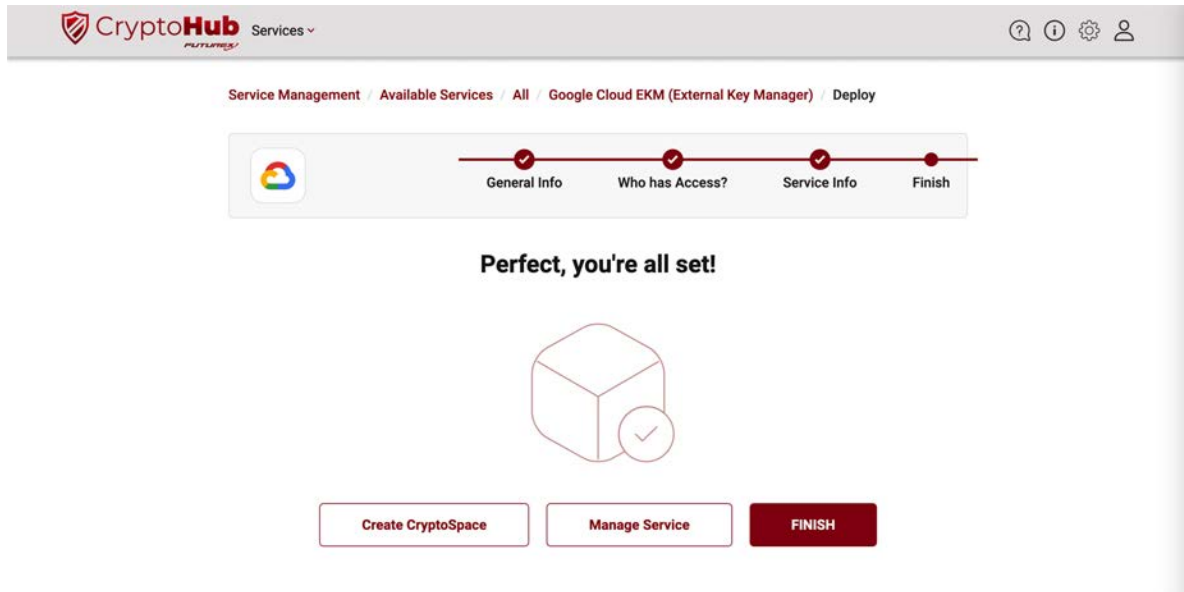 CryptoHub
FUTUREX
Services
Service Management / Available Services / All / Google Cloud EKM (External Key Manager) / Deploy
General Info
Who has Access?
Service Info
Finish
Perfect, you're all set!
Create CryptoSpace
Manage Service
FINISH